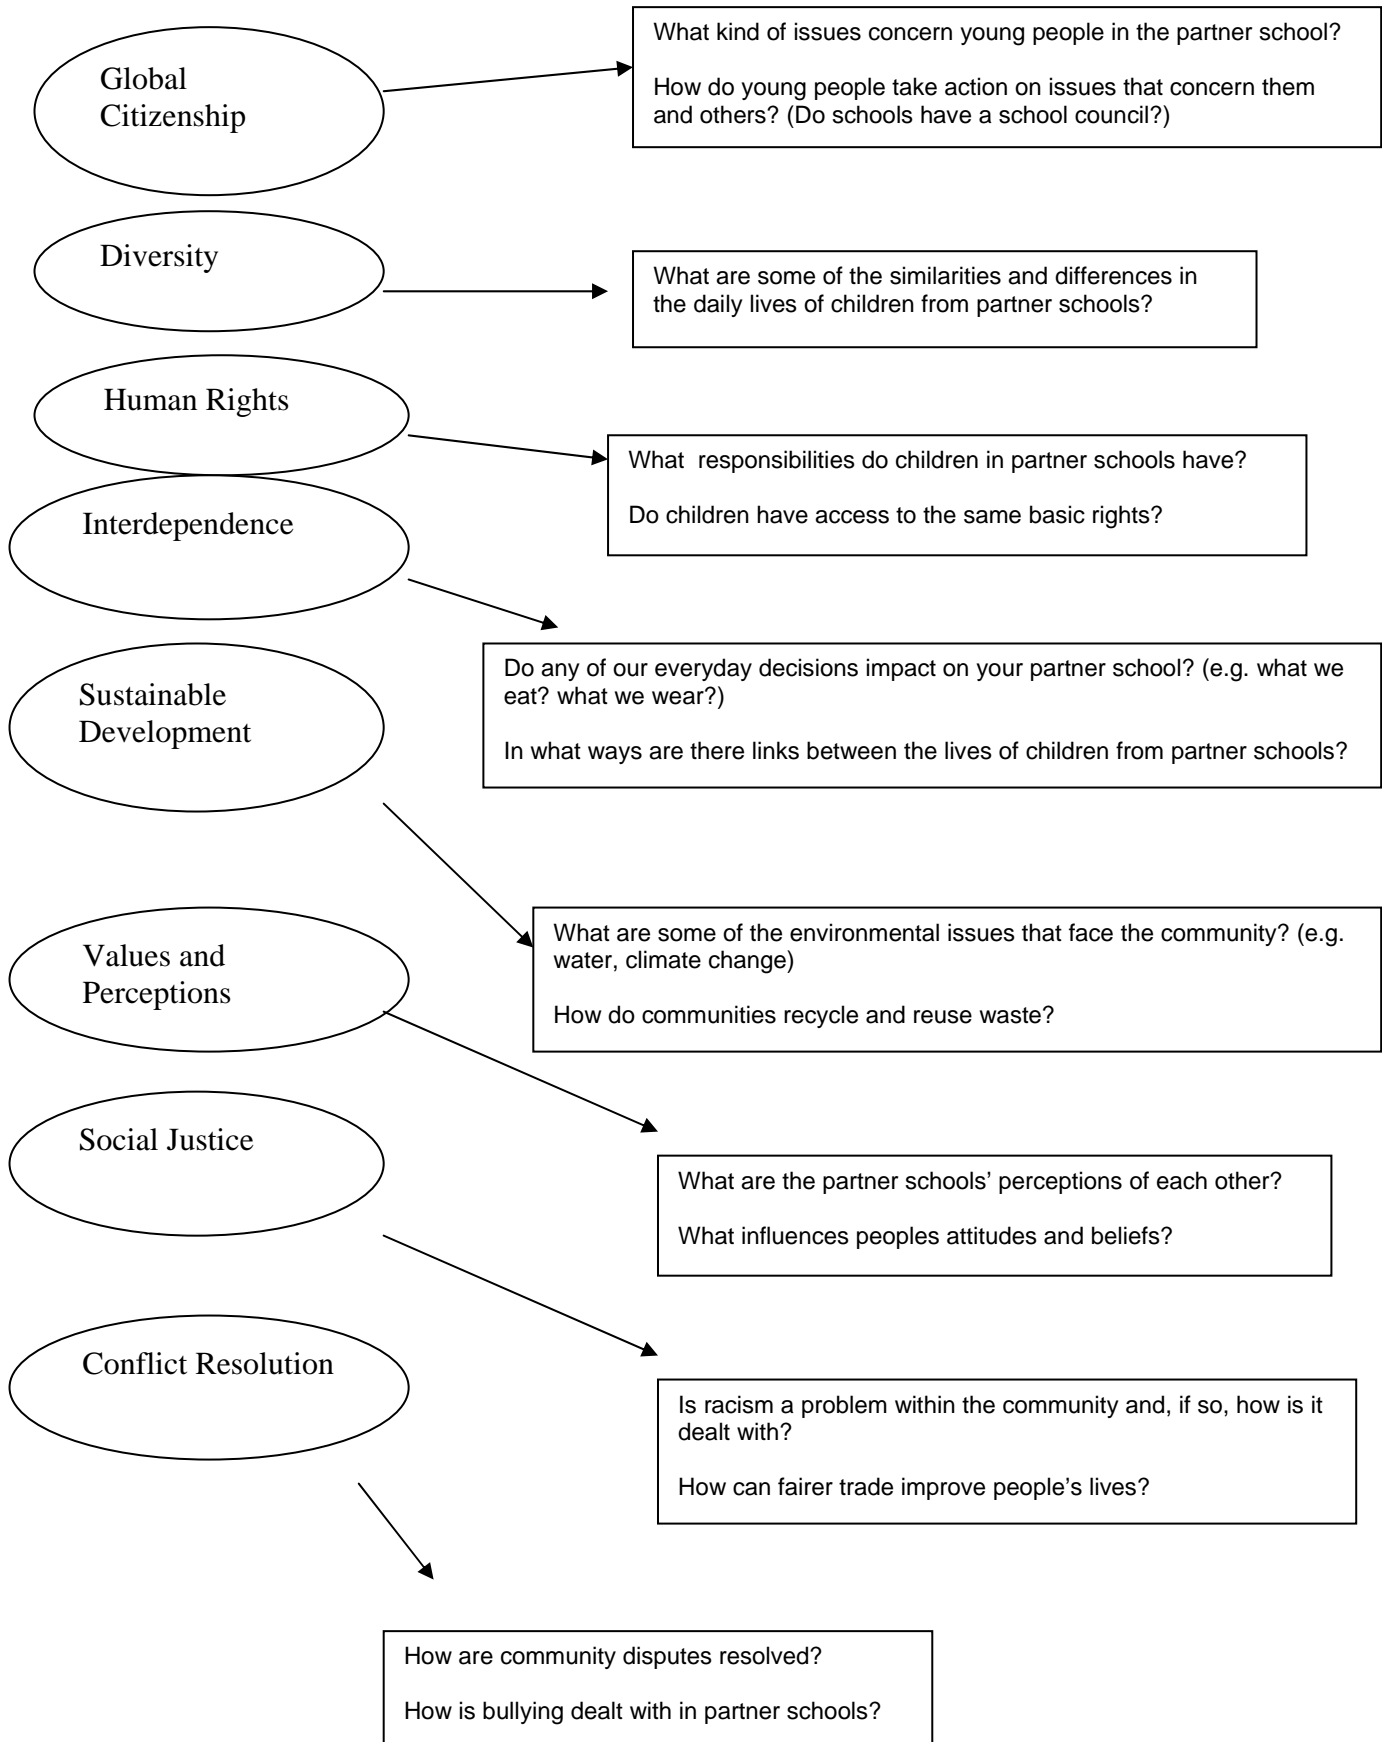 Global
Citizenship
What kind of issues concern young people in the partner school?
How do young people take action on issues that concern them
and others? (Do schools have a school council?)
Diversity
What are some of the similarities and differences in
the daily lives of children from partner schools?
Human Rights
What  responsibilities do children in partner schools have?
Do children have access to the same basic rights?
Interdependence
Do any of our everyday decisions impact on your partner school? (e.g. what we
eat? what we wear?)
In what ways are there links between the lives of children from partner schools?
Sustainable
Development
What are some of the environmental issues that face the community? (e.g.
water, climate change)
How do communities recycle and reuse waste?
Values and
Perceptions
What are the partner schools’ perceptions of each other?
What influences peoples attitudes and beliefs?
Social Justice
Is racism a problem within the community and, if so, how is it
dealt with?
How can fairer trade improve people’s lives?
Conflict Resolution
How are community disputes resolved?
How is bullying dealt with in partner schools?